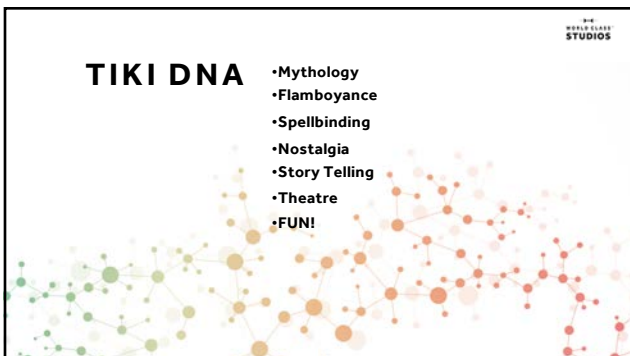 WORLD CLASS
STUDIOS
TIKI DNA
•Mythology
•Flamboyance
•Spellbinding
•Nostalgia
•Story Telling
•Theatre
•FUN!